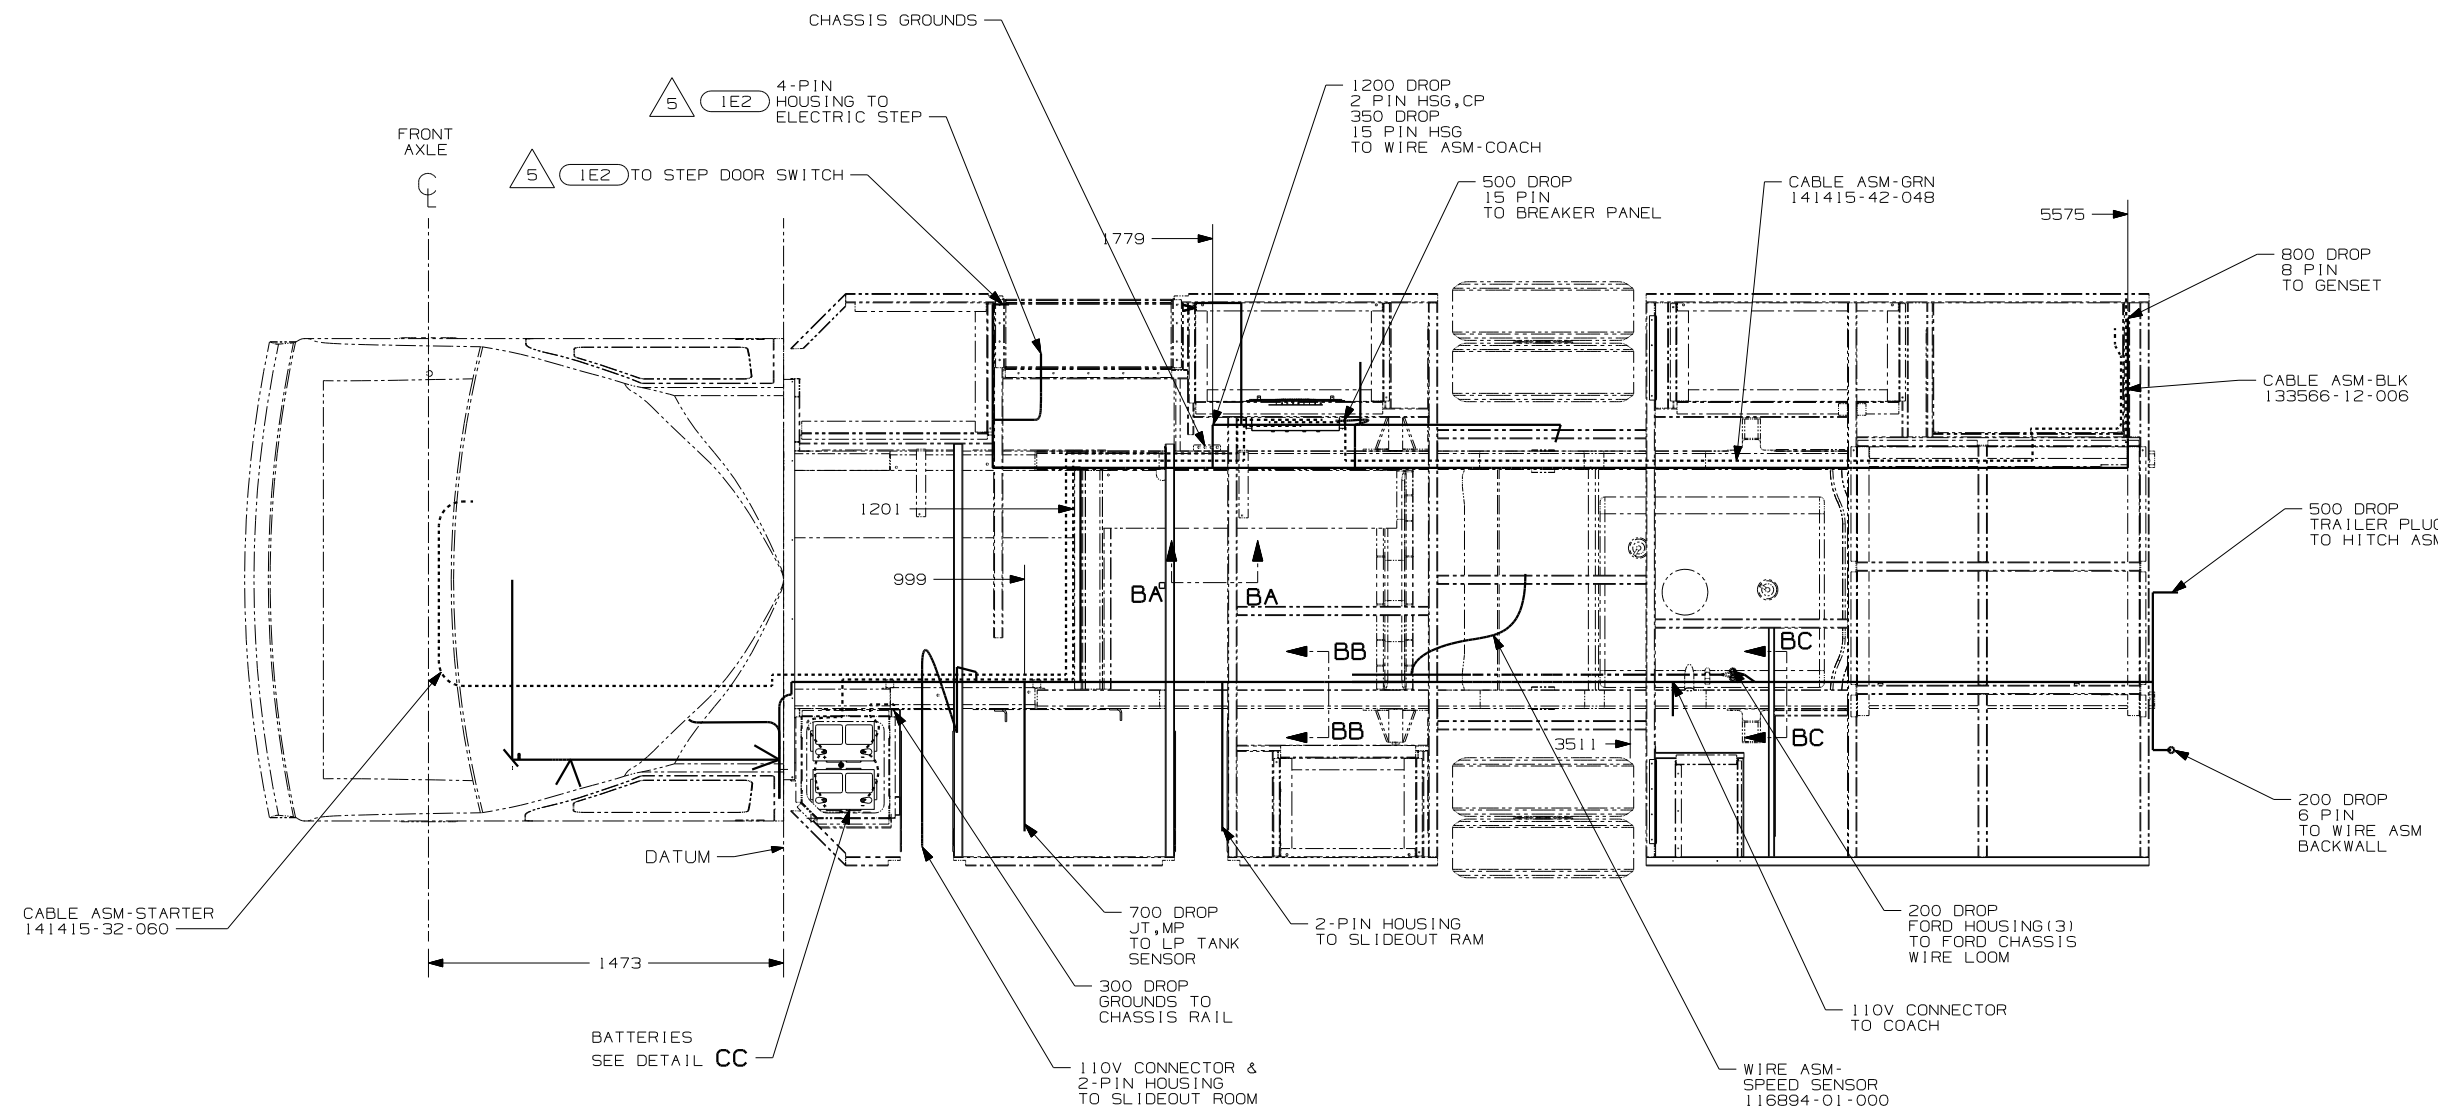 CHASSIS GROUNDS
5
1E2
4-PIN
HOUSING TO
ELECTRIC STEP
FRONT
AXLE
CL
5
1E2
TO STEP DOOR SWITCH
1200 DROP
2 PIN HSG,CP
350 DROP
15 PIN HSG
TO WIRE ASM-COACH
500 DROP
15 PIN
TO BREAKER PANEL
CABLE ASM-GRN
141415-42-048
5575
1779
800 DROP
8 PIN
TO GENSET
CABLE ASM-BLK
133566-12-006
1201
999
BA
BA
BB
BB
BC
BC
3511
500 DROP
TRAILER PLUG
TO HITCH ASM
200 DROP
6 PIN
TO WIRE ASM
BACKWALL
DATUM
CABLE ASM-STARTER
141415-32-060
1473
700 DROP
JT,MP
TO LP TANK
SENSOR
2-PIN HOUSING
TO SLIDEOUT RAM
200 DROP
FORD HOUSING(3)
TO FORD CHASSIS
WIRE LOOM
300 DROP
GROUNDS TO
CHASSIS RAIL
110V CONNECTOR
TO COACH
BATTERIES
SEE DETAIL CC
110V CONNECTOR &
2-PIN HOUSING
TO SLIDEOUT ROOM
WIRE ASM-
SPEED SENSOR
116894-01-000